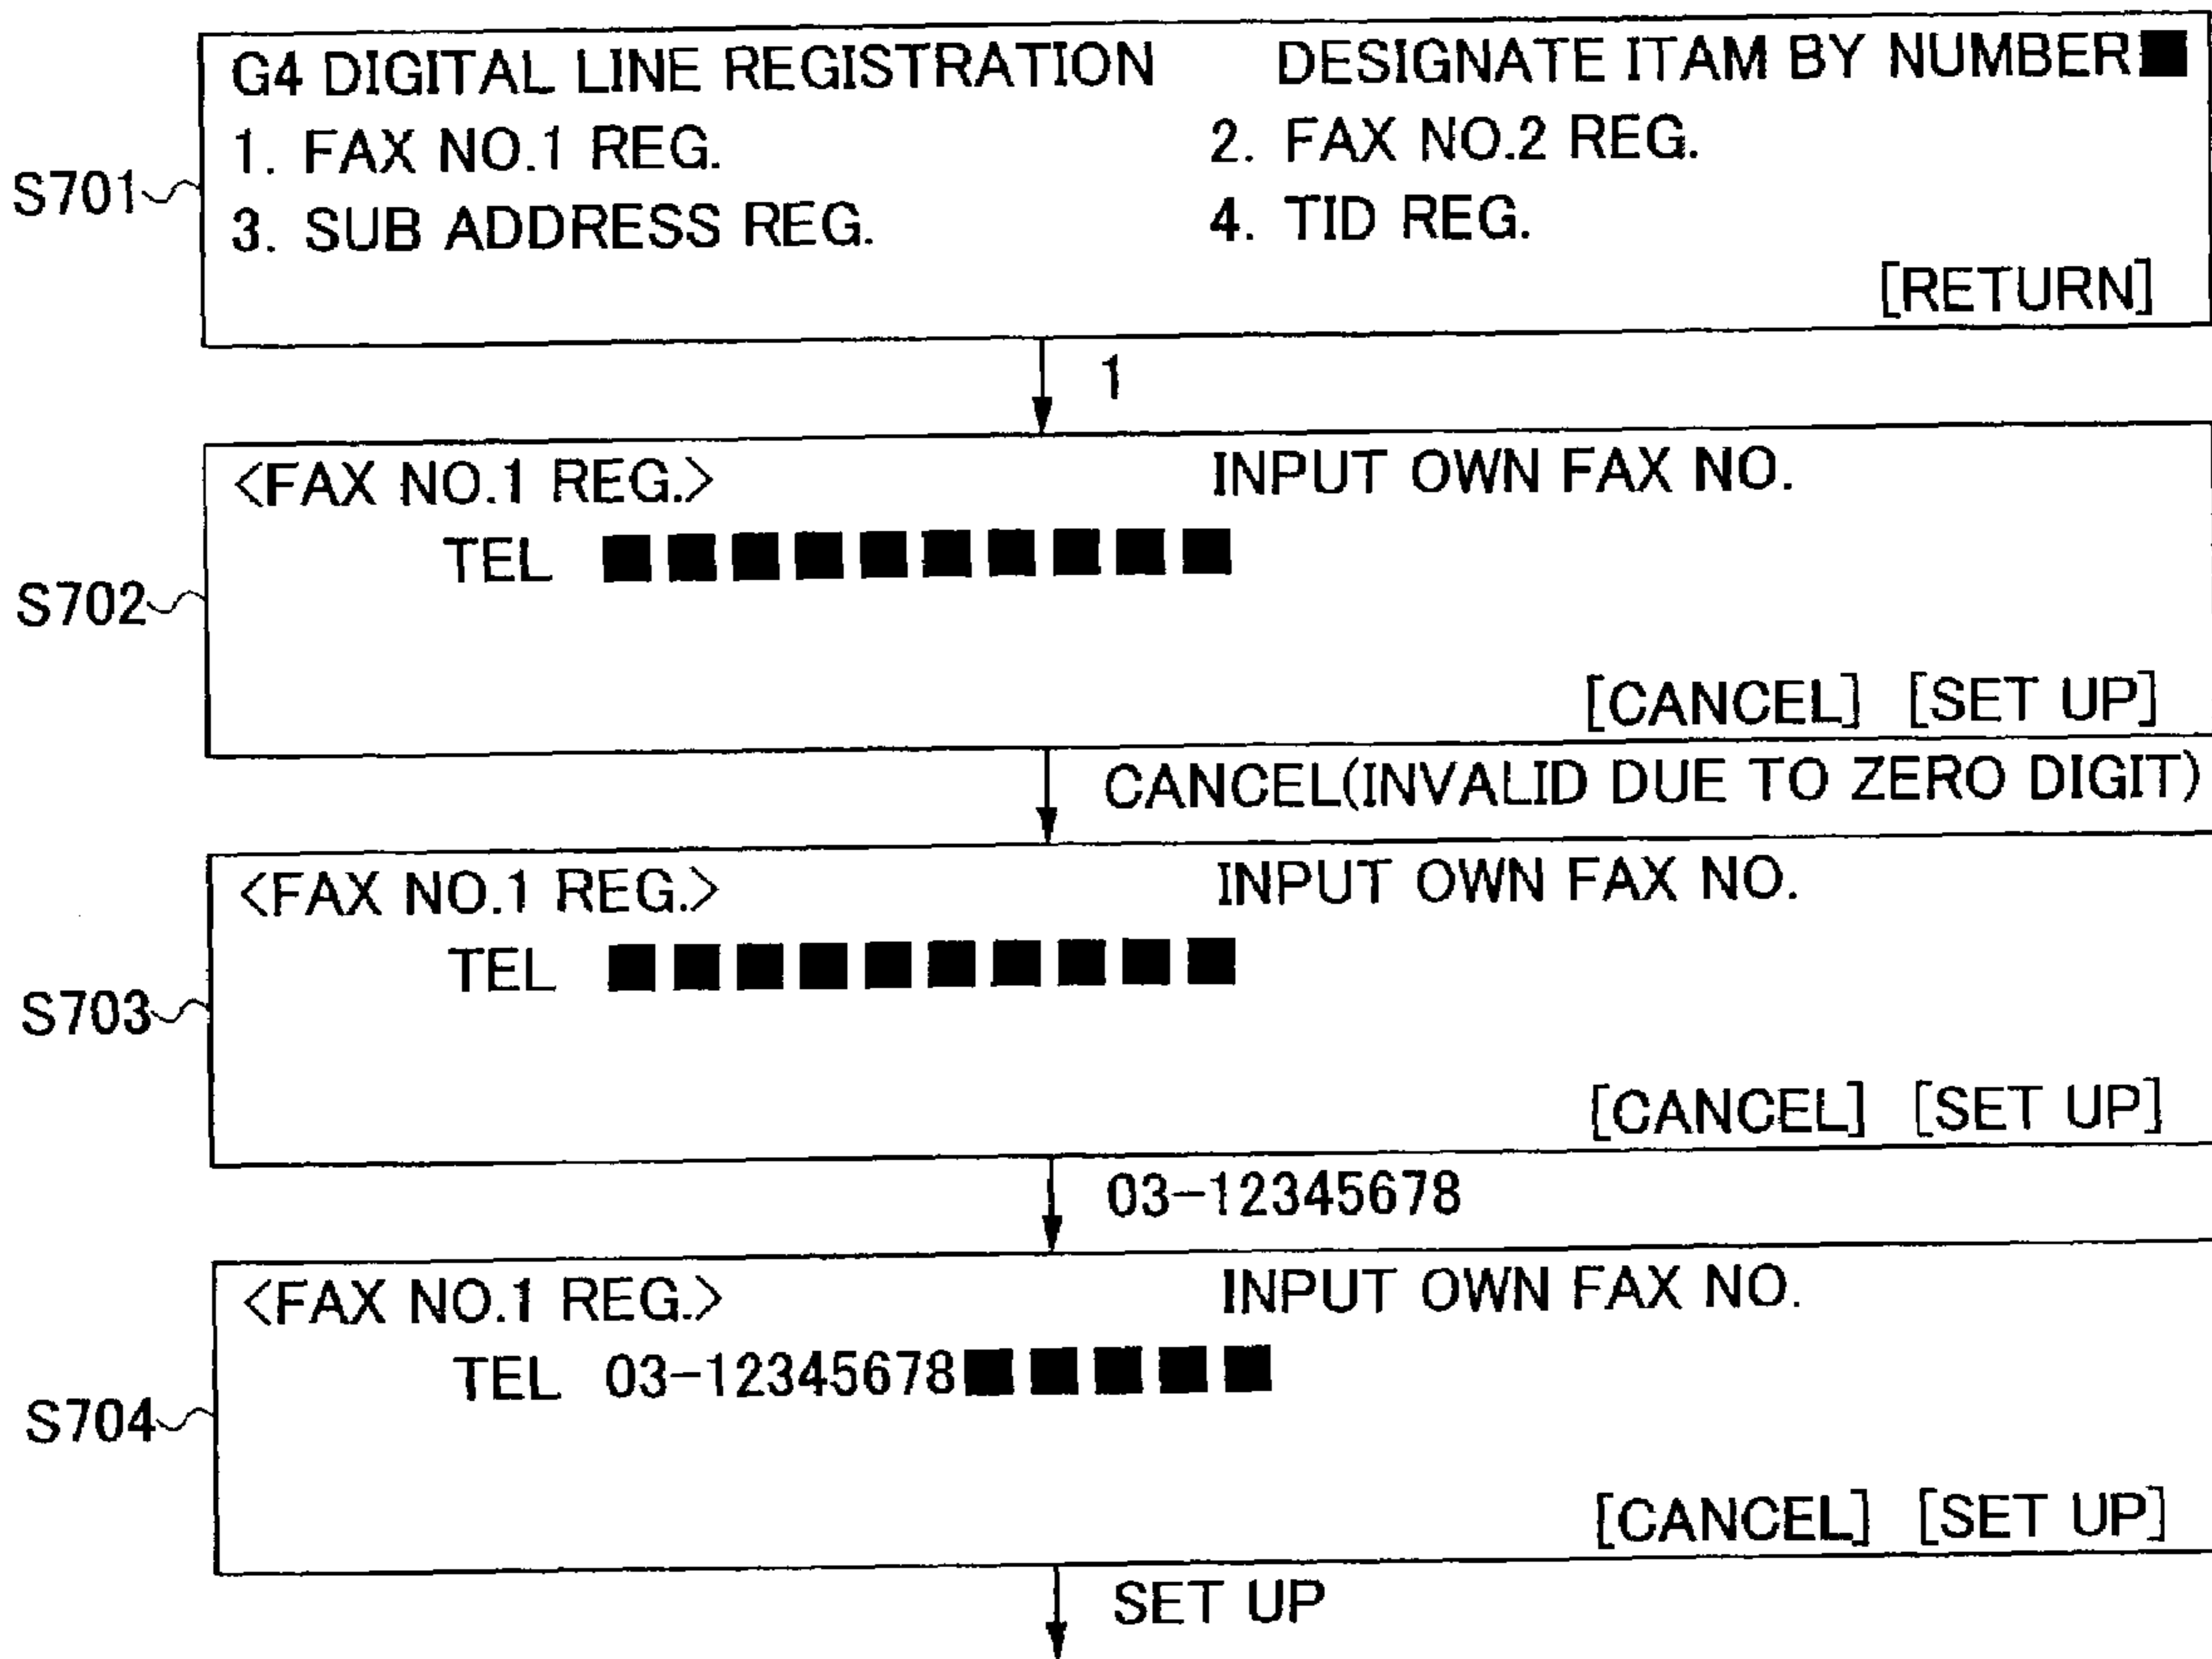 G4 DIGITAL LINE REGISTRATION DESIGNATE ITAM BY NUMBER■
1. FAX NO.1 REG. 2. FAX NO.2 REG.
S701
3. SUB ADDRESS REG. 4. TID REG.
[RETURN]
1
<FAX NO.1 REG.> INPUT OWN FAX NO.
TEL ■■■■■■■■■■
S702
[CANCEL] [SET UP]
CANCEL(INVALID DUE TO ZERO DIGIT)
<FAX NO.1 REG.> INPUT OWN FAX NO.
TEL ■■■■■■■■■■
S703
[CANCEL] [SET UP]
03-12345678
<FAX NO.1 REG.> INPUT OWN FAX NO.
TEL 03-12345678■■■■■
S704
[CANCEL] [SET UP]
SET UP